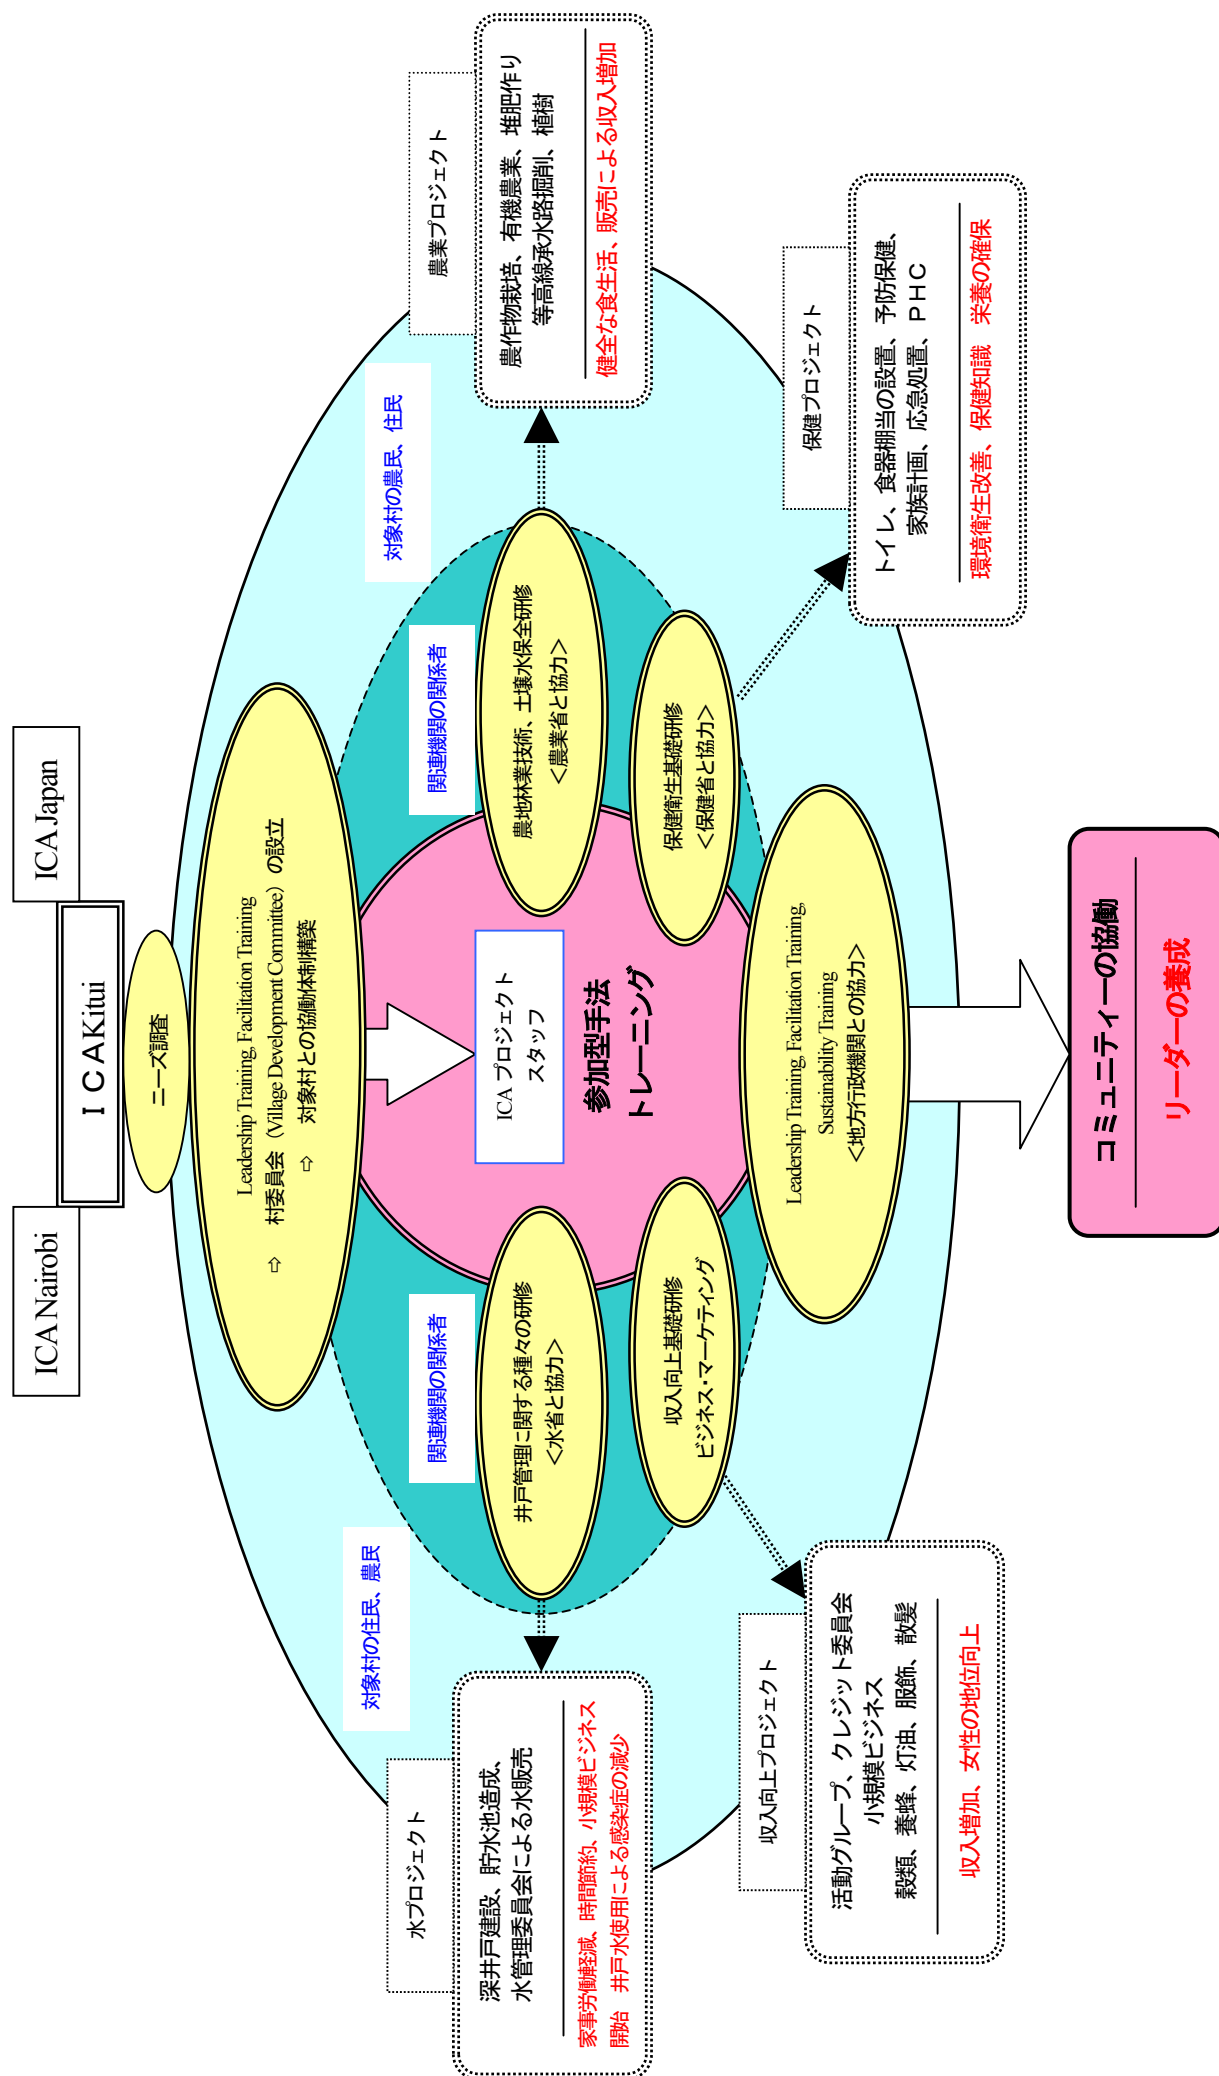 ICA Nairobi
ＩＣＡKitui
ICA Japan
ニーズ調査
Leadership Training, Facilitation Training
⇨ 村委員会（Village Development Committee）の設立
⇨ 対象村との協働体制構築
対象村の住民、農民
対象村の農民、住民
関連機関の関係者
関連機関の関係者
ICA プロジェクト
スタッフ
参加型手法
トレーニング
井戸管理に関する種々の研修
＜水省と協力＞
農地林業技術、土壌水保全研修
＜農業省と協力＞
収入向上基礎研修
ビジネス・マーケティング
保健衛生基礎研修
＜保健省と協力＞
Leadership Training, Facilitation Training,
Sustainability Training
＜地方行政機関との協力＞
水プロジェクト
深井戸建設、貯水池造成、
水管理委員会による水販売
家事労働軽減、時間節約、小規模ビジネス
開始 井戸水使用による感染症の減少
農業プロジェクト
農作物栽培、有機農業、堆肥作り
等高線承水路掘削、植樹
健全な食生活、販売による収入増加
収入向上プロジェクト
活動グループ、クレジット委員会
小規模ビジネス
穀類、養蜂、灯油、服飾、散髪
収入増加、女性の地位向上
保健プロジェクト
トイレ、食器棚当の設置、予防保健、
家族計画、応急処置、ＰＨＣ
環境衛生改善、保健知識 栄養の確保
コミュニティーの協働
リーダーの養成